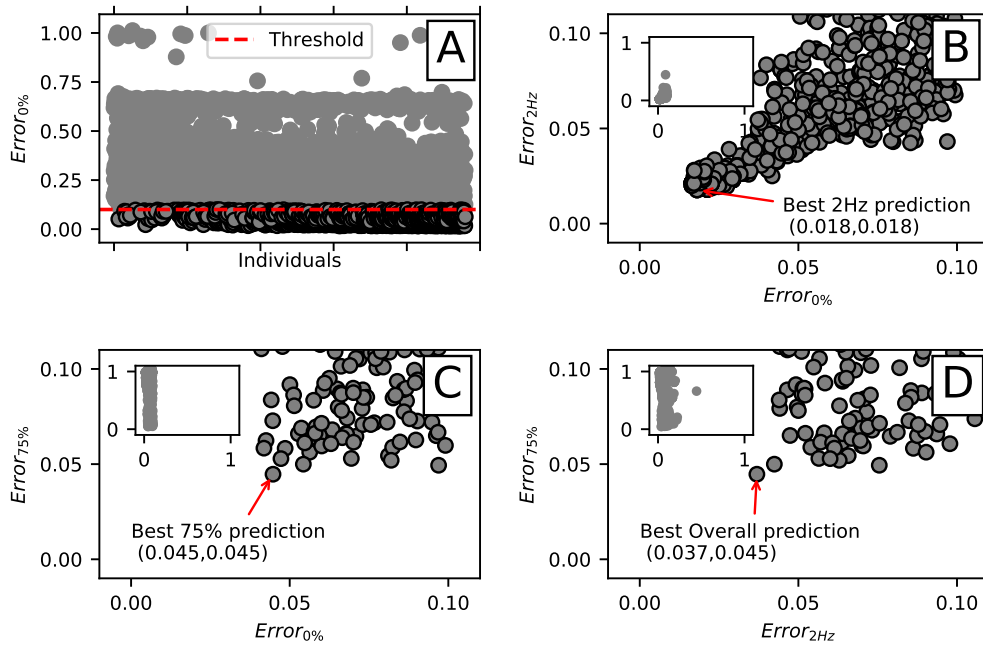 A
Threshold
1.00
0.75
0.50
0.25
0.00
Error0%
Individuals
B
1
0
0 1
0.10
0.05
0.00
Error2Hz
Best 2Hz prediction
(0.018,0.018)
0.00 0.05 0.10
Error0%
C
1
0
0 1
0.10
0.05
0.00
Error75%
Best 75% prediction
(0.045,0.045)
0.00 0.05 0.10
Error0%
D
1
0
0 1
0.10
0.05
0.00
Error75%
Best Overall prediction
(0.037,0.045)
0.00 0.05 0.10
Error2Hz